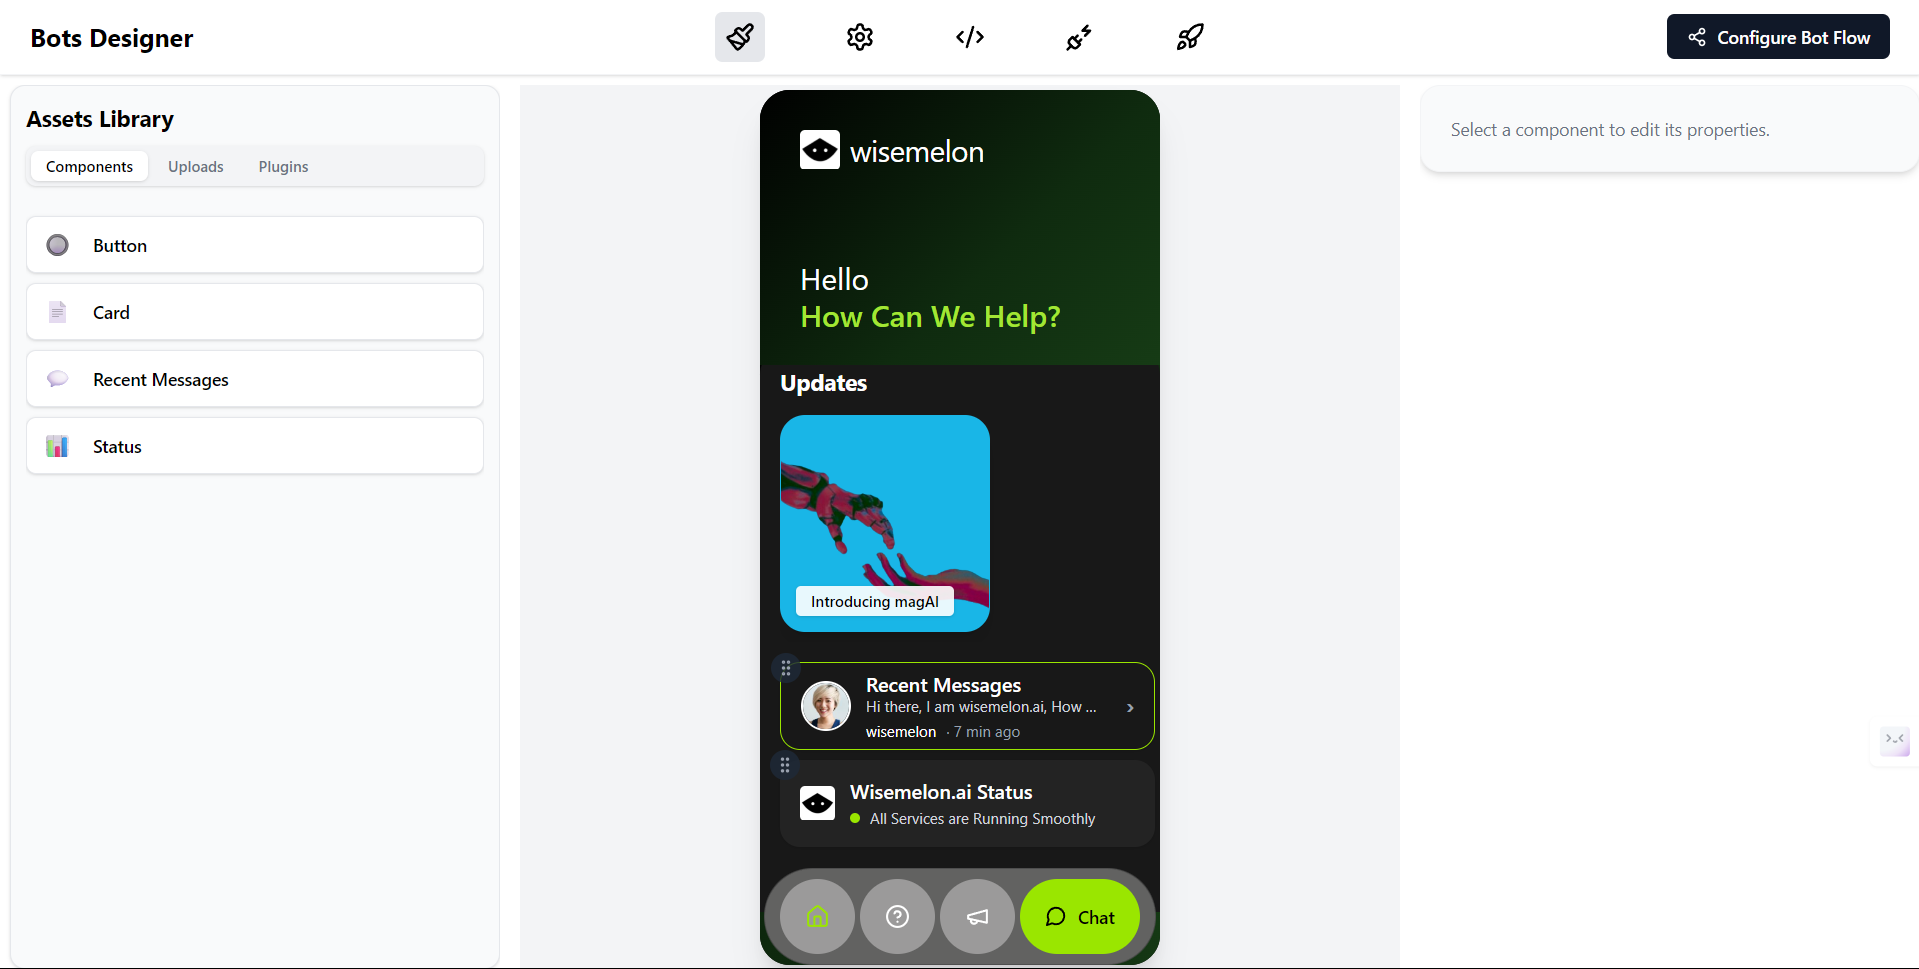 Bots Designer
Configure Bot Flow
Assets Library
Components
Uploads
Plugins
Button
Card
Recent Messages
Status
wisemelon
Hello
How Can We Help?
Updates
Introducing magAI
Recent Messages
Hi there, I am wisemelon.ai, How ...
wisemelon · 7 min ago
Wisemelon.ai Status
All Services are Running Smoothly
Chat
Select a component to edit its properties.